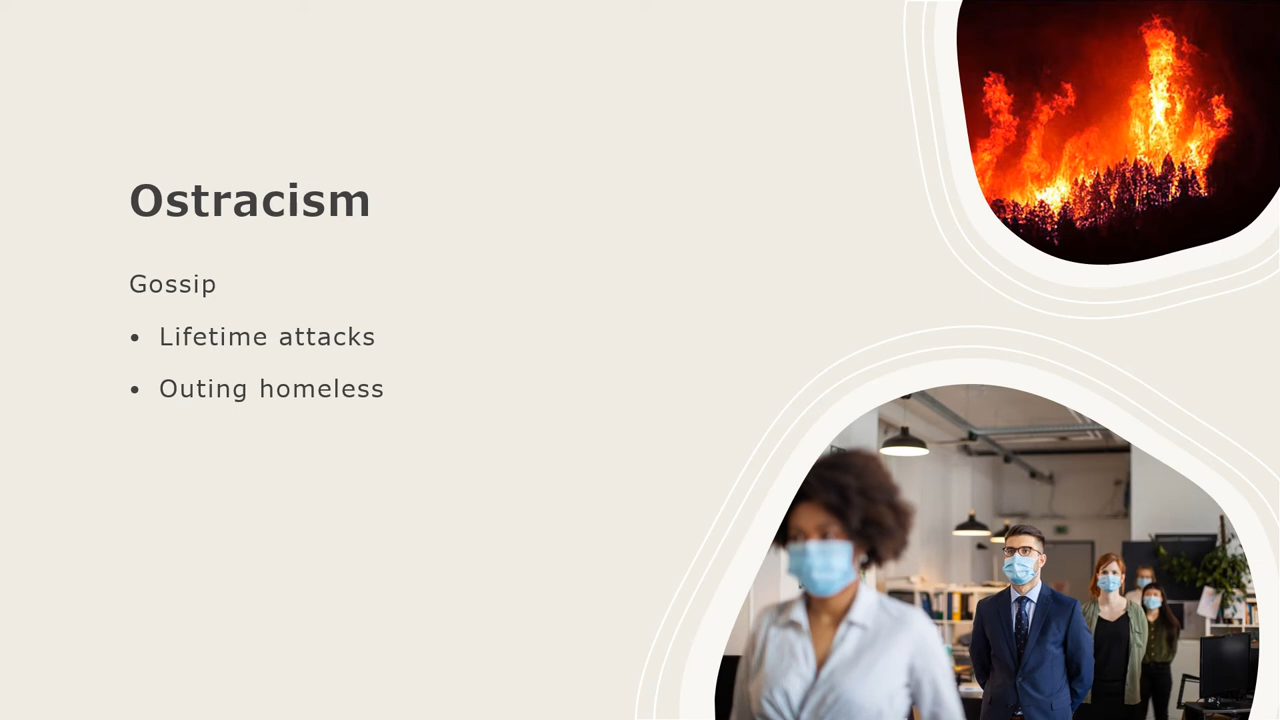 Ostracism
Gossip
• Lifetime attacks
• Outing homeless